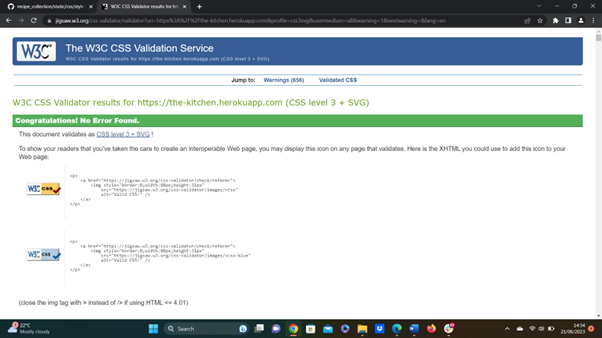 recipe_collection/static/css/style
W3C CSS Validator results for ht
jigsaw.w3.org/css-validator/validator?uri=https%3A%2F%2Fthe-kitchen.herokuapp.com&profile=css3svg&usermedium=all&warning=1&vextwarning=&lang=en
W3C The W3C CSS Validation Service
W3C CSS Validator results for https://the-kitchen.herokuapp.com (CSS level 3 + SVG)
Jump to: Warnings (656) Validated CSS
W3C CSS Validator results for https://the-kitchen.herokuapp.com (CSS level 3 + SVG)
Congratulations! No Error Found.
This document validates as CSS level 3 + SVG !
To show your readers that you've taken the care to create an interoperable Web page, you may display this icon on any page that validates. Here is the XHTML you could use to add this icon to your
Web page:
W3C css
<p>
<a href="https://jigsaw.w3.org/css-validator/check/referer">
<img style="border:0;width:88px;height:31px"
src="https://jigsaw.w3.org/css-validator/images/vcss"
alt="Valid CSS!" />
</a>
</p>
W3C css
<p>
<a href="https://jigsaw.w3.org/css-validator/check/referer">
<img style="border:0;width:88px;height:31px"
src="https://jigsaw.w3.org/css-validator/images/vcss-blue"
alt="Valid CSS!" />
</a>
</p>
(close the img tag with > instead of /> if using HTML <= 4.01)
22°C
Mostly cloudy
Search
14:34
21/06/2023